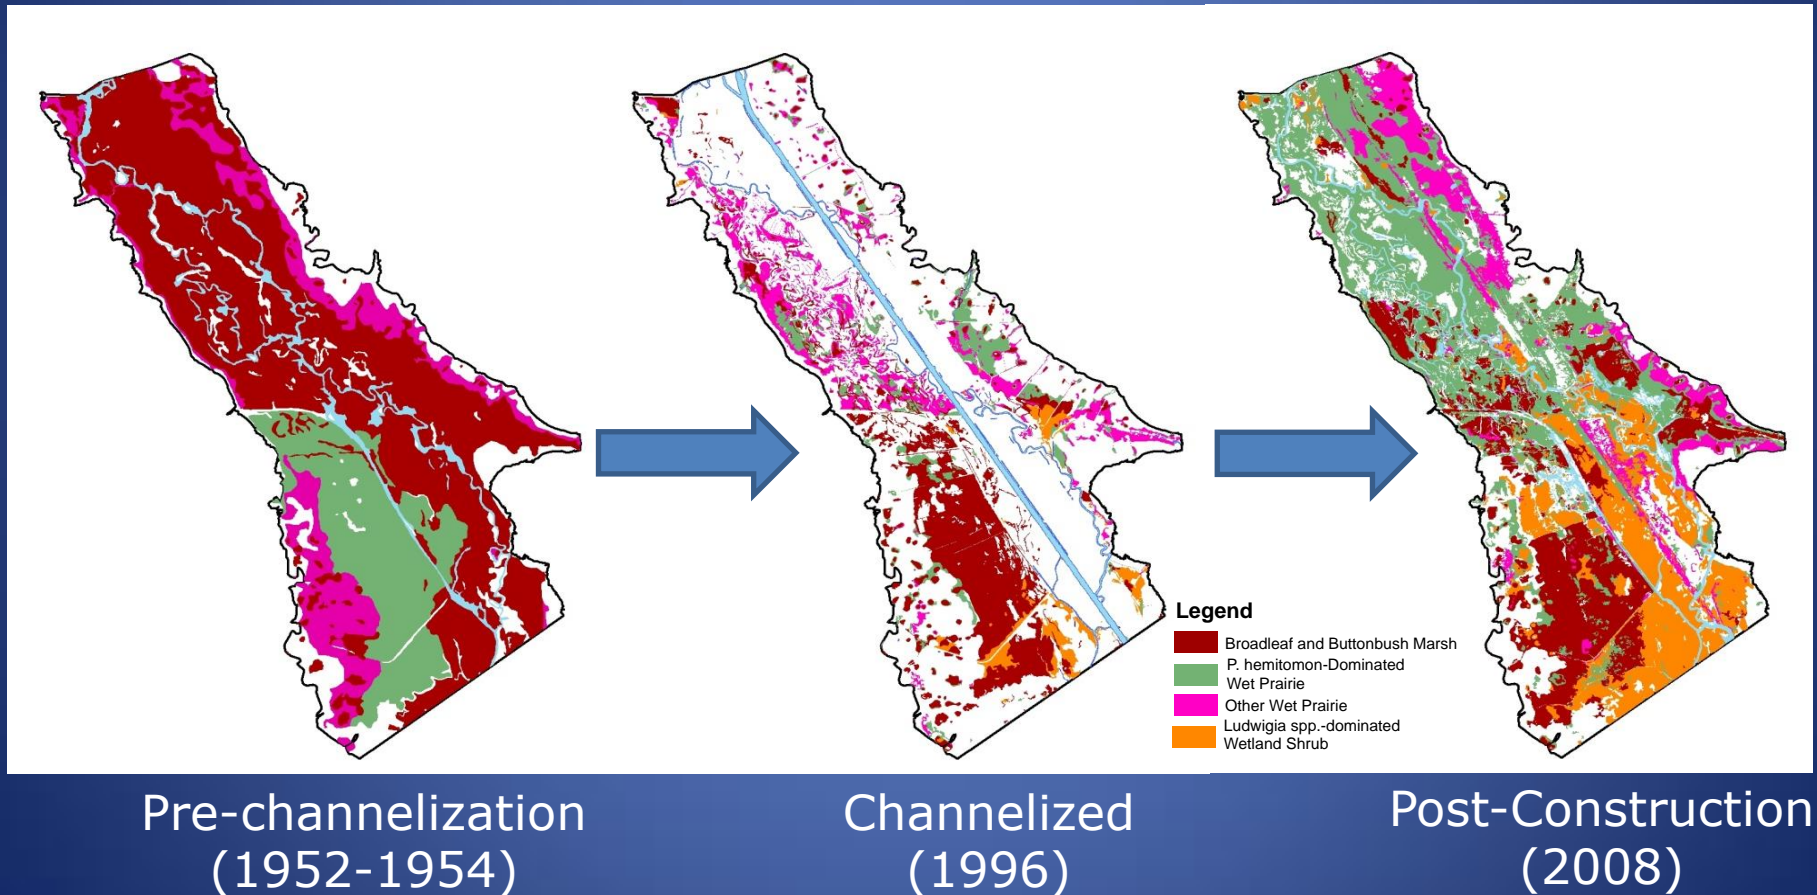 Legend
Broadleaf and Buttonbush Marsh
P. hemitomon-Dominated
Wet Prairie
Other Wet Prairie
Ludwigia spp.-dominated
Wetland Shrub
Pre-channelization
(1952-1954)
Channelized
(1996)
Post-Construction
(2008)